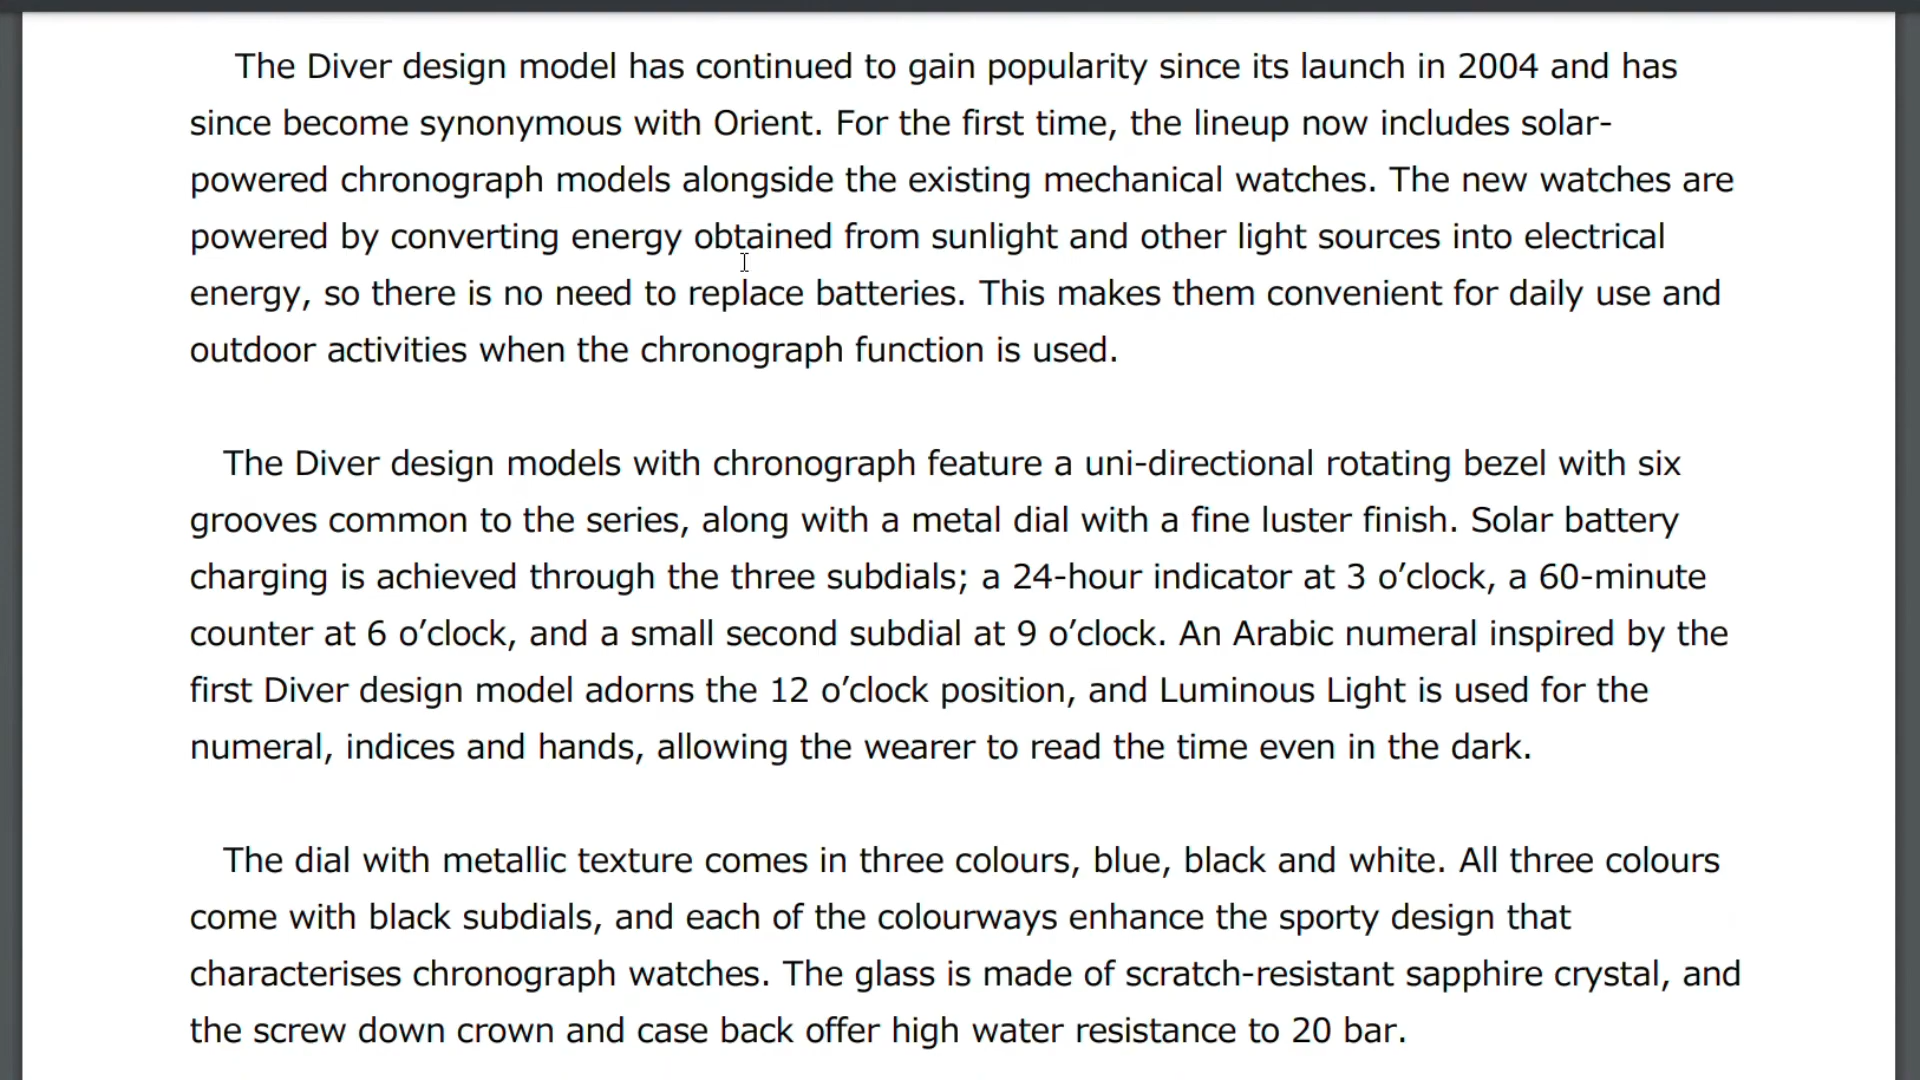 The Diver design model has continued to gain popularity since its launch in 2004 and has
since become synonymous with Orient. For the first time, the lineup now includes solar-
powered chronograph models alongside the existing mechanical watches. The new watches are
powered by converting energy obtained from sunlight and other light sources into electrical
energy, so there is no need to replace batteries. This makes them convenient for daily use and
outdoor activities when the chronograph function is used.
The Diver design models with chronograph feature a uni-directional rotating bezel with six
grooves common to the series, along with a metal dial with a fine luster finish. Solar battery
charging is achieved through the three subdials; a 24-hour indicator at 3 o’clock, a 60-minute
counter at 6 o’clock, and a small second subdial at 9 o’clock. An Arabic numeral inspired by the
first Diver design model adorns the 12 o’clock position, and Luminous Light is used for the
numeral, indices and hands, allowing the wearer to read the time even in the dark.
The dial with metallic texture comes in three colours, blue, black and white. All three colours
come with black subdials, and each of the colourways enhance the sporty design that
characterises chronograph watches. The glass is made of scratch-resistant sapphire crystal, and
the screw down crown and case back offer high water resistance to 20 bar.